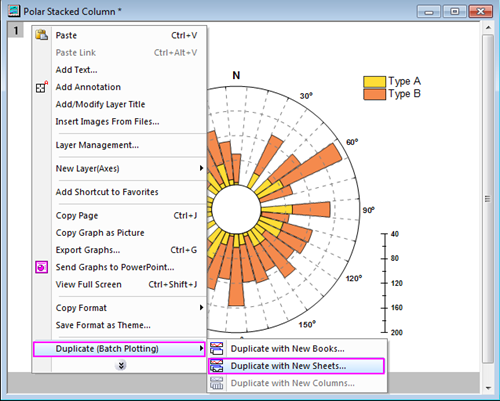 Polar Stacked Column *
1
Paste Ctrl+V
Paste Link Ctrl+Alt+V
Add Text...
Add Annotation
Add/Modify Layer Title
Insert Images From Files...
Layer Management...
New Layer(Axes)
Add Shortcut to Favorites
Copy Page Ctrl+J
Copy Graph as Picture
Export Graphs... Ctrl+G
Send Graphs to PowerPoint...
View Full Screen Ctrl+Shift+J
Copy Format
Save Format as Theme...
Duplicate (Batch Plotting)
Duplicate with New Books...
Duplicate with New Sheets...
Duplicate with New Columns...
N
30°
60°
90°
120°
150°
Type A
Type B
40
80
120
160
200